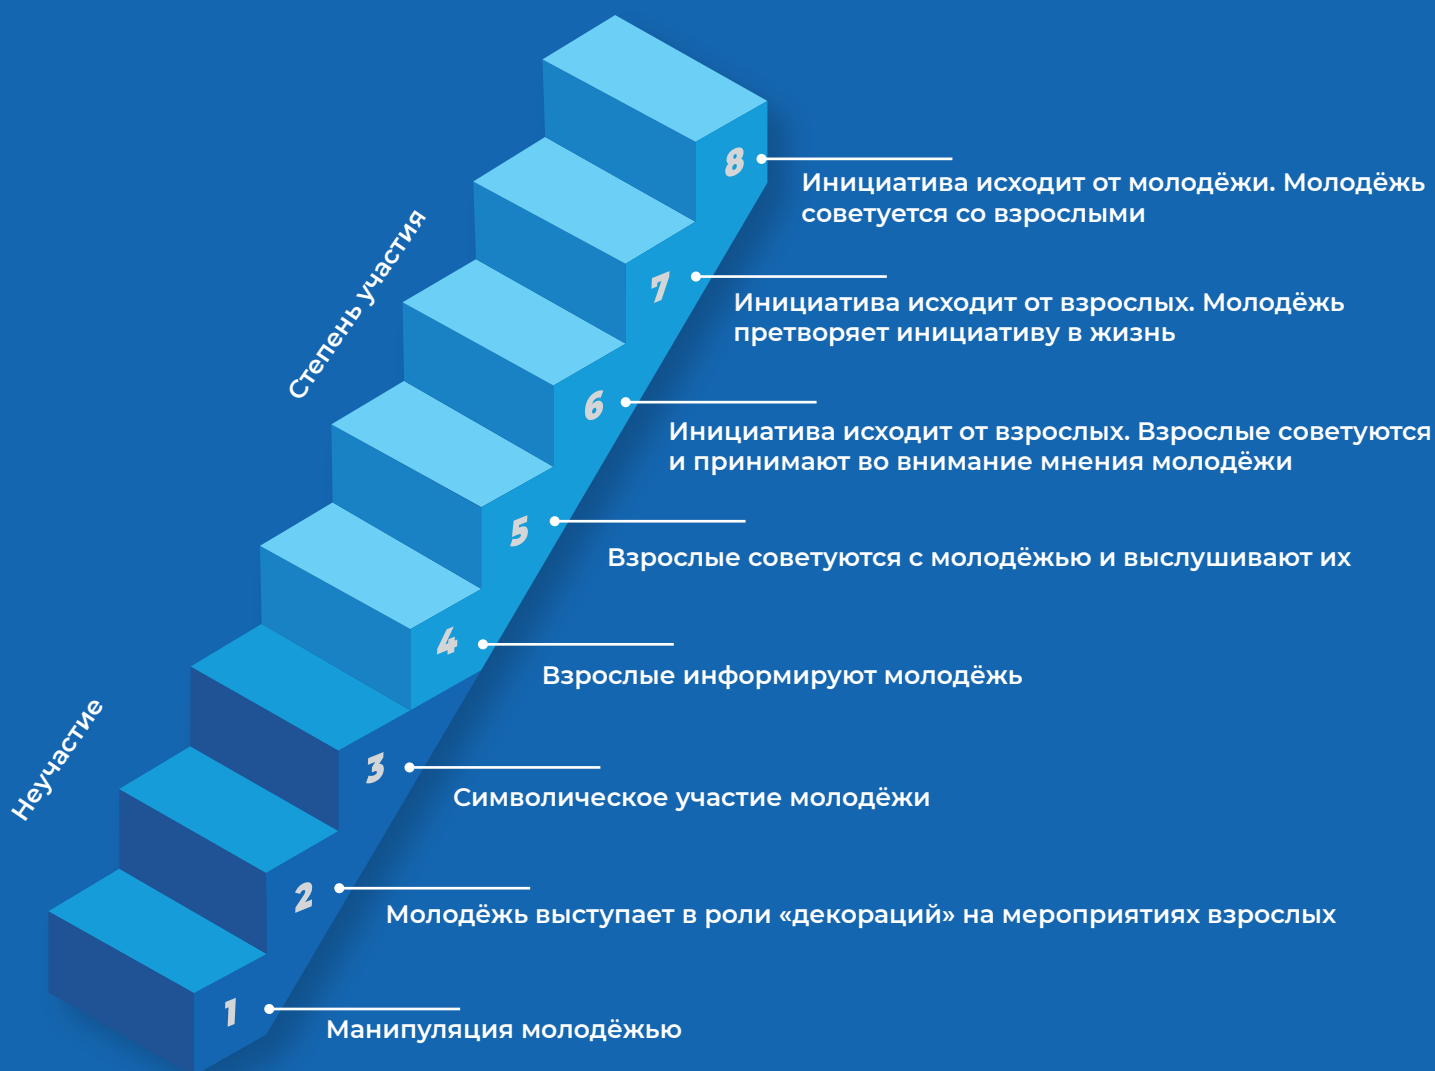 8
Инициатива исходит от молодёжи. Молодёжь
советуется со взрослыми
Степень участия
7
Инициатива исходит от взрослых. Молодёжь
претворяет инициативу в жизнь
6
Инициатива исходит от взрослых. Взрослые советуются
и принимают во внимание мнения молодёжи
5
Взрослые советуются с молодёжью и выслушивают их
4
Взрослые информируют молодёжь
Неучастие
3
Символическое участие молодёжи
2
Молодёжь выступает в роли «декораций» на мероприятиях взрослых
1
Манипуляция молодёжью